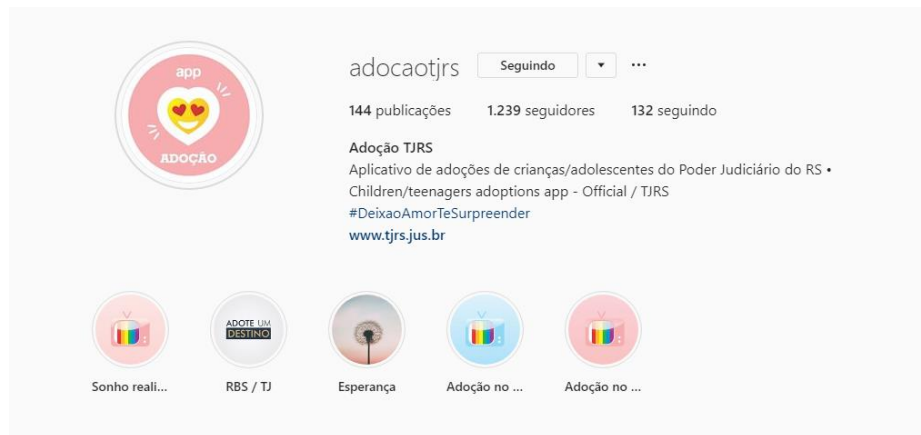 app
ADOÇÃO
adocaotjrs Seguindo
144 publicações 1.239 seguidores 132 seguindo
Adoção TJRS
Aplicativo de adoções de crianças/adolescentes do Poder Judiciário do RS •
Children/teenagers adoptions app - Official / TJRS
#DeixaoAmorTeSurpreender
www.tjrs.jus.br
ADOTE UM
DESTINO
Sonho reali... RBS / TJ Esperança Adoção no ... Adoção no ...